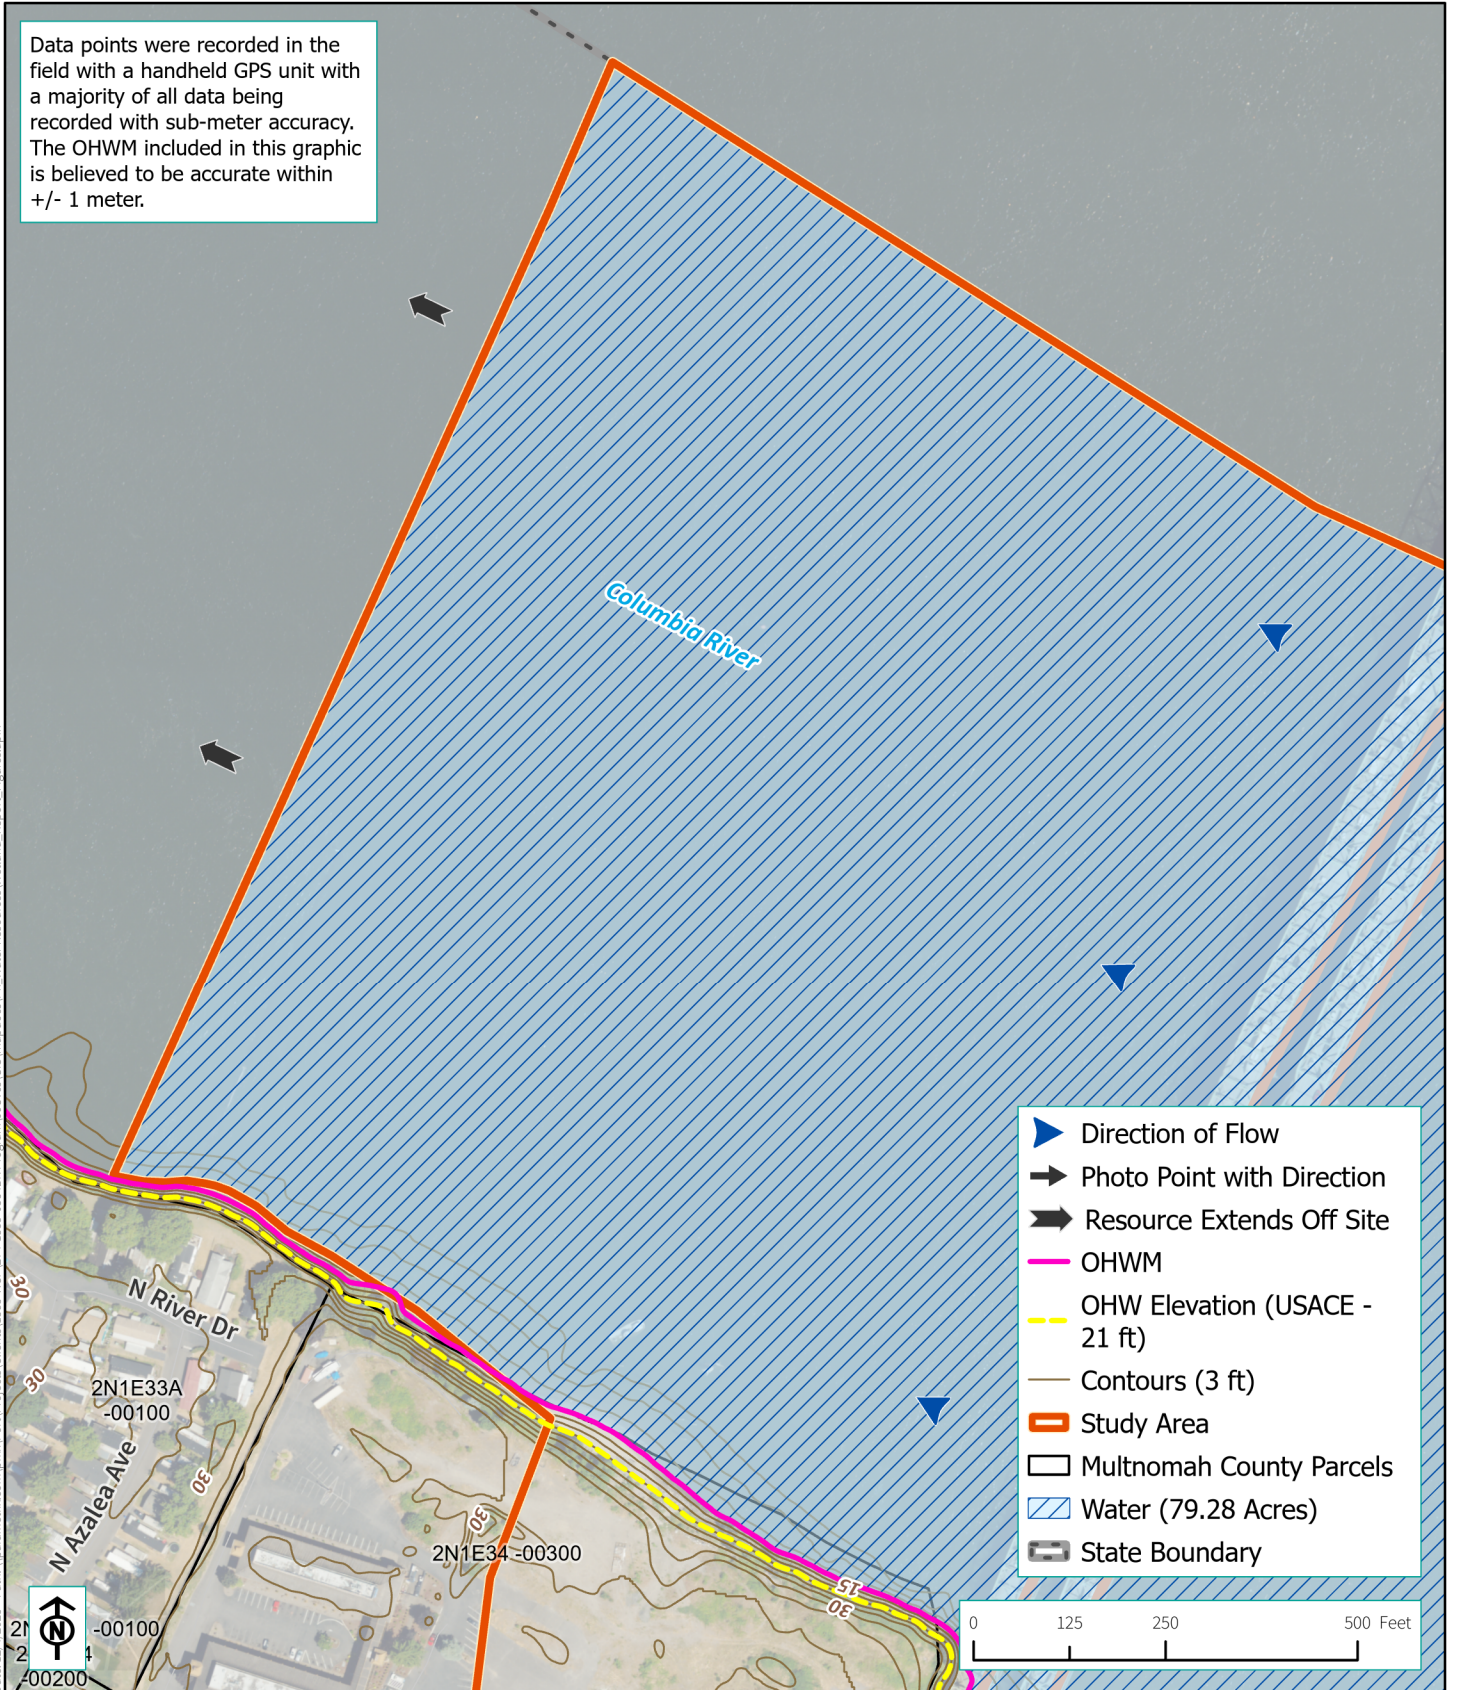 Data points were recorded in the
field with a handheld GPS unit with
a majority of all data being
recorded with sub-meter accuracy.
The OHWM included in this graphic
is believed to be accurate within
+/- 1 meter.
Columbia River
Direction of Flow
Photo Point with Direction
Resource Extends Off Site
OHWM
OHW Elevation (USACE -
21 ft)
Contours (3 ft)
Study Area
Multnomah County Parcels
Water (79.28 Acres)
State Boundary
30
N River Dr
30
2N1E33A
-00100
N Azalea Ave
30
30
2N1E34 -00300
15
30
N
-00100
-00200
0 125 250 500 Feet